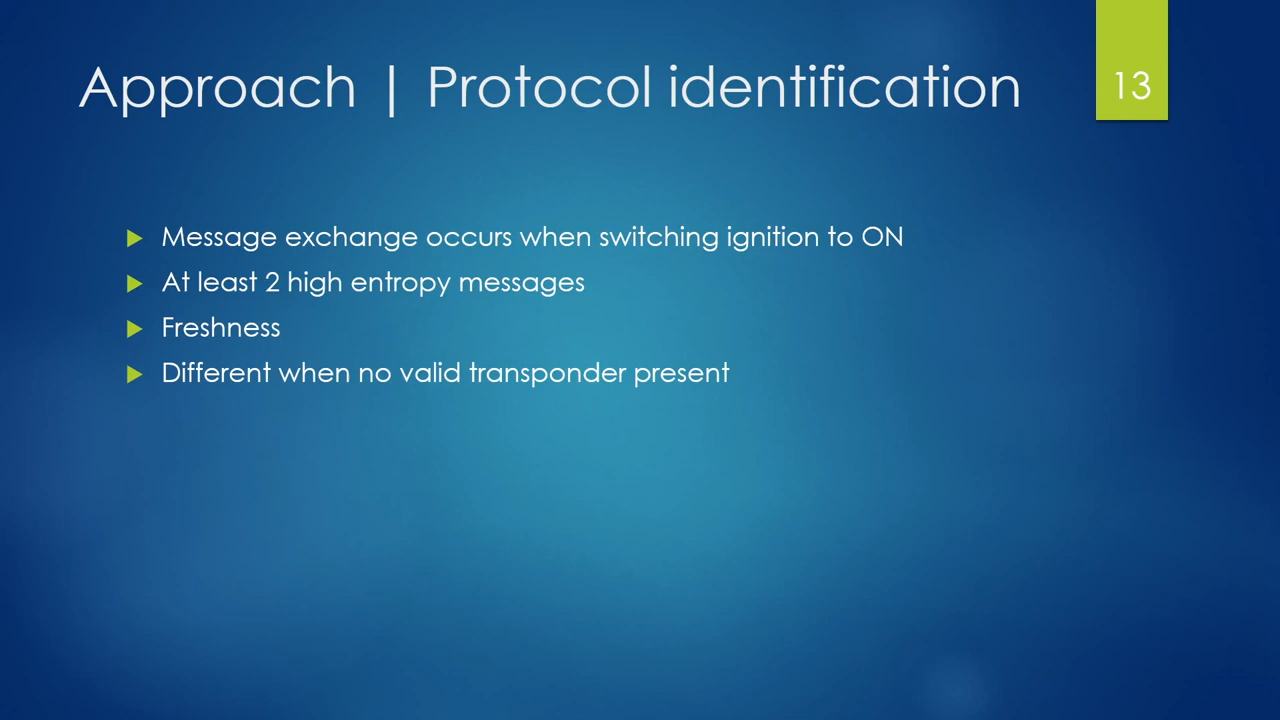 Approach | Protocol identification
13
Message exchange occurs when switching ignition to ON
At least 2 high entropy messages
Freshness
Different when no valid transponder present